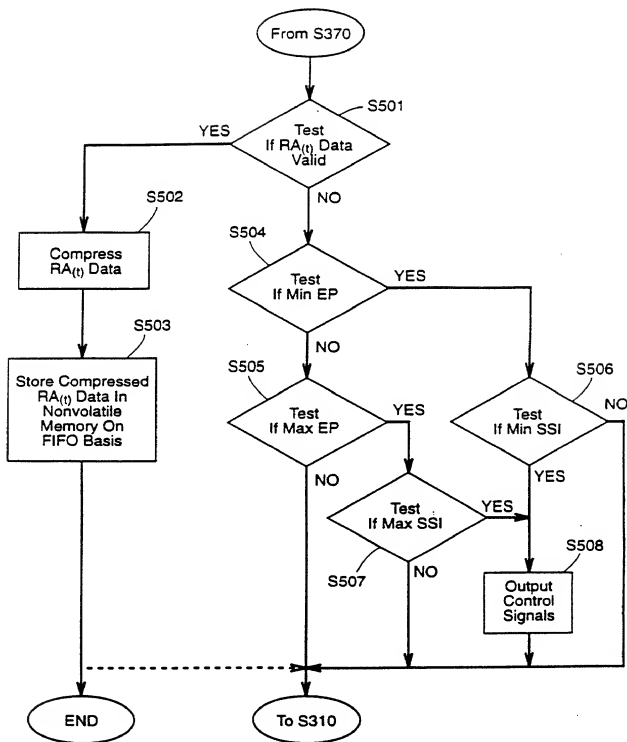 From S370
S501
Test
If RA(t) Data
Valid
YES
NO
S502
Compress
RA(t) Data
S504
Test
If Min EP
YES
NO
S503
Store Compressed
RA(t) Data In
Nonvolatile
Memory On
FIFO Basis
S505
Test
If Max EP
YES
NO
S506
Test
If Min SSI
NO
YES
Test
If Max SSI
YES
S507
NO
S508
Output
Control
Signals
END
To S310